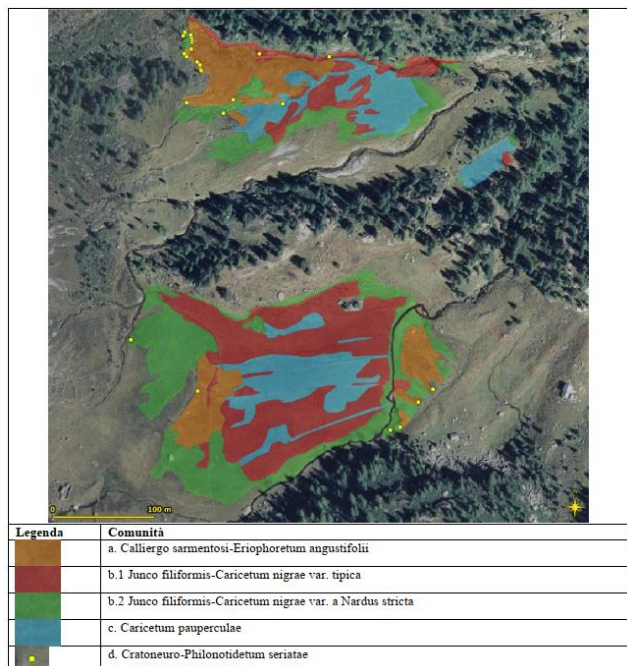 0 100 m
Legenda Comunità
a. Calliergo sarmentosi-Eriophoretum angustifolii
b.1 Junco filiformis-Caricetum nigrae var. tipica
b.2 Junco filiformis-Caricetum nigrae var. a Nardus stricta
c. Caricetum pauperculae
d. Cratoneuro-Philonotidetum seriatae